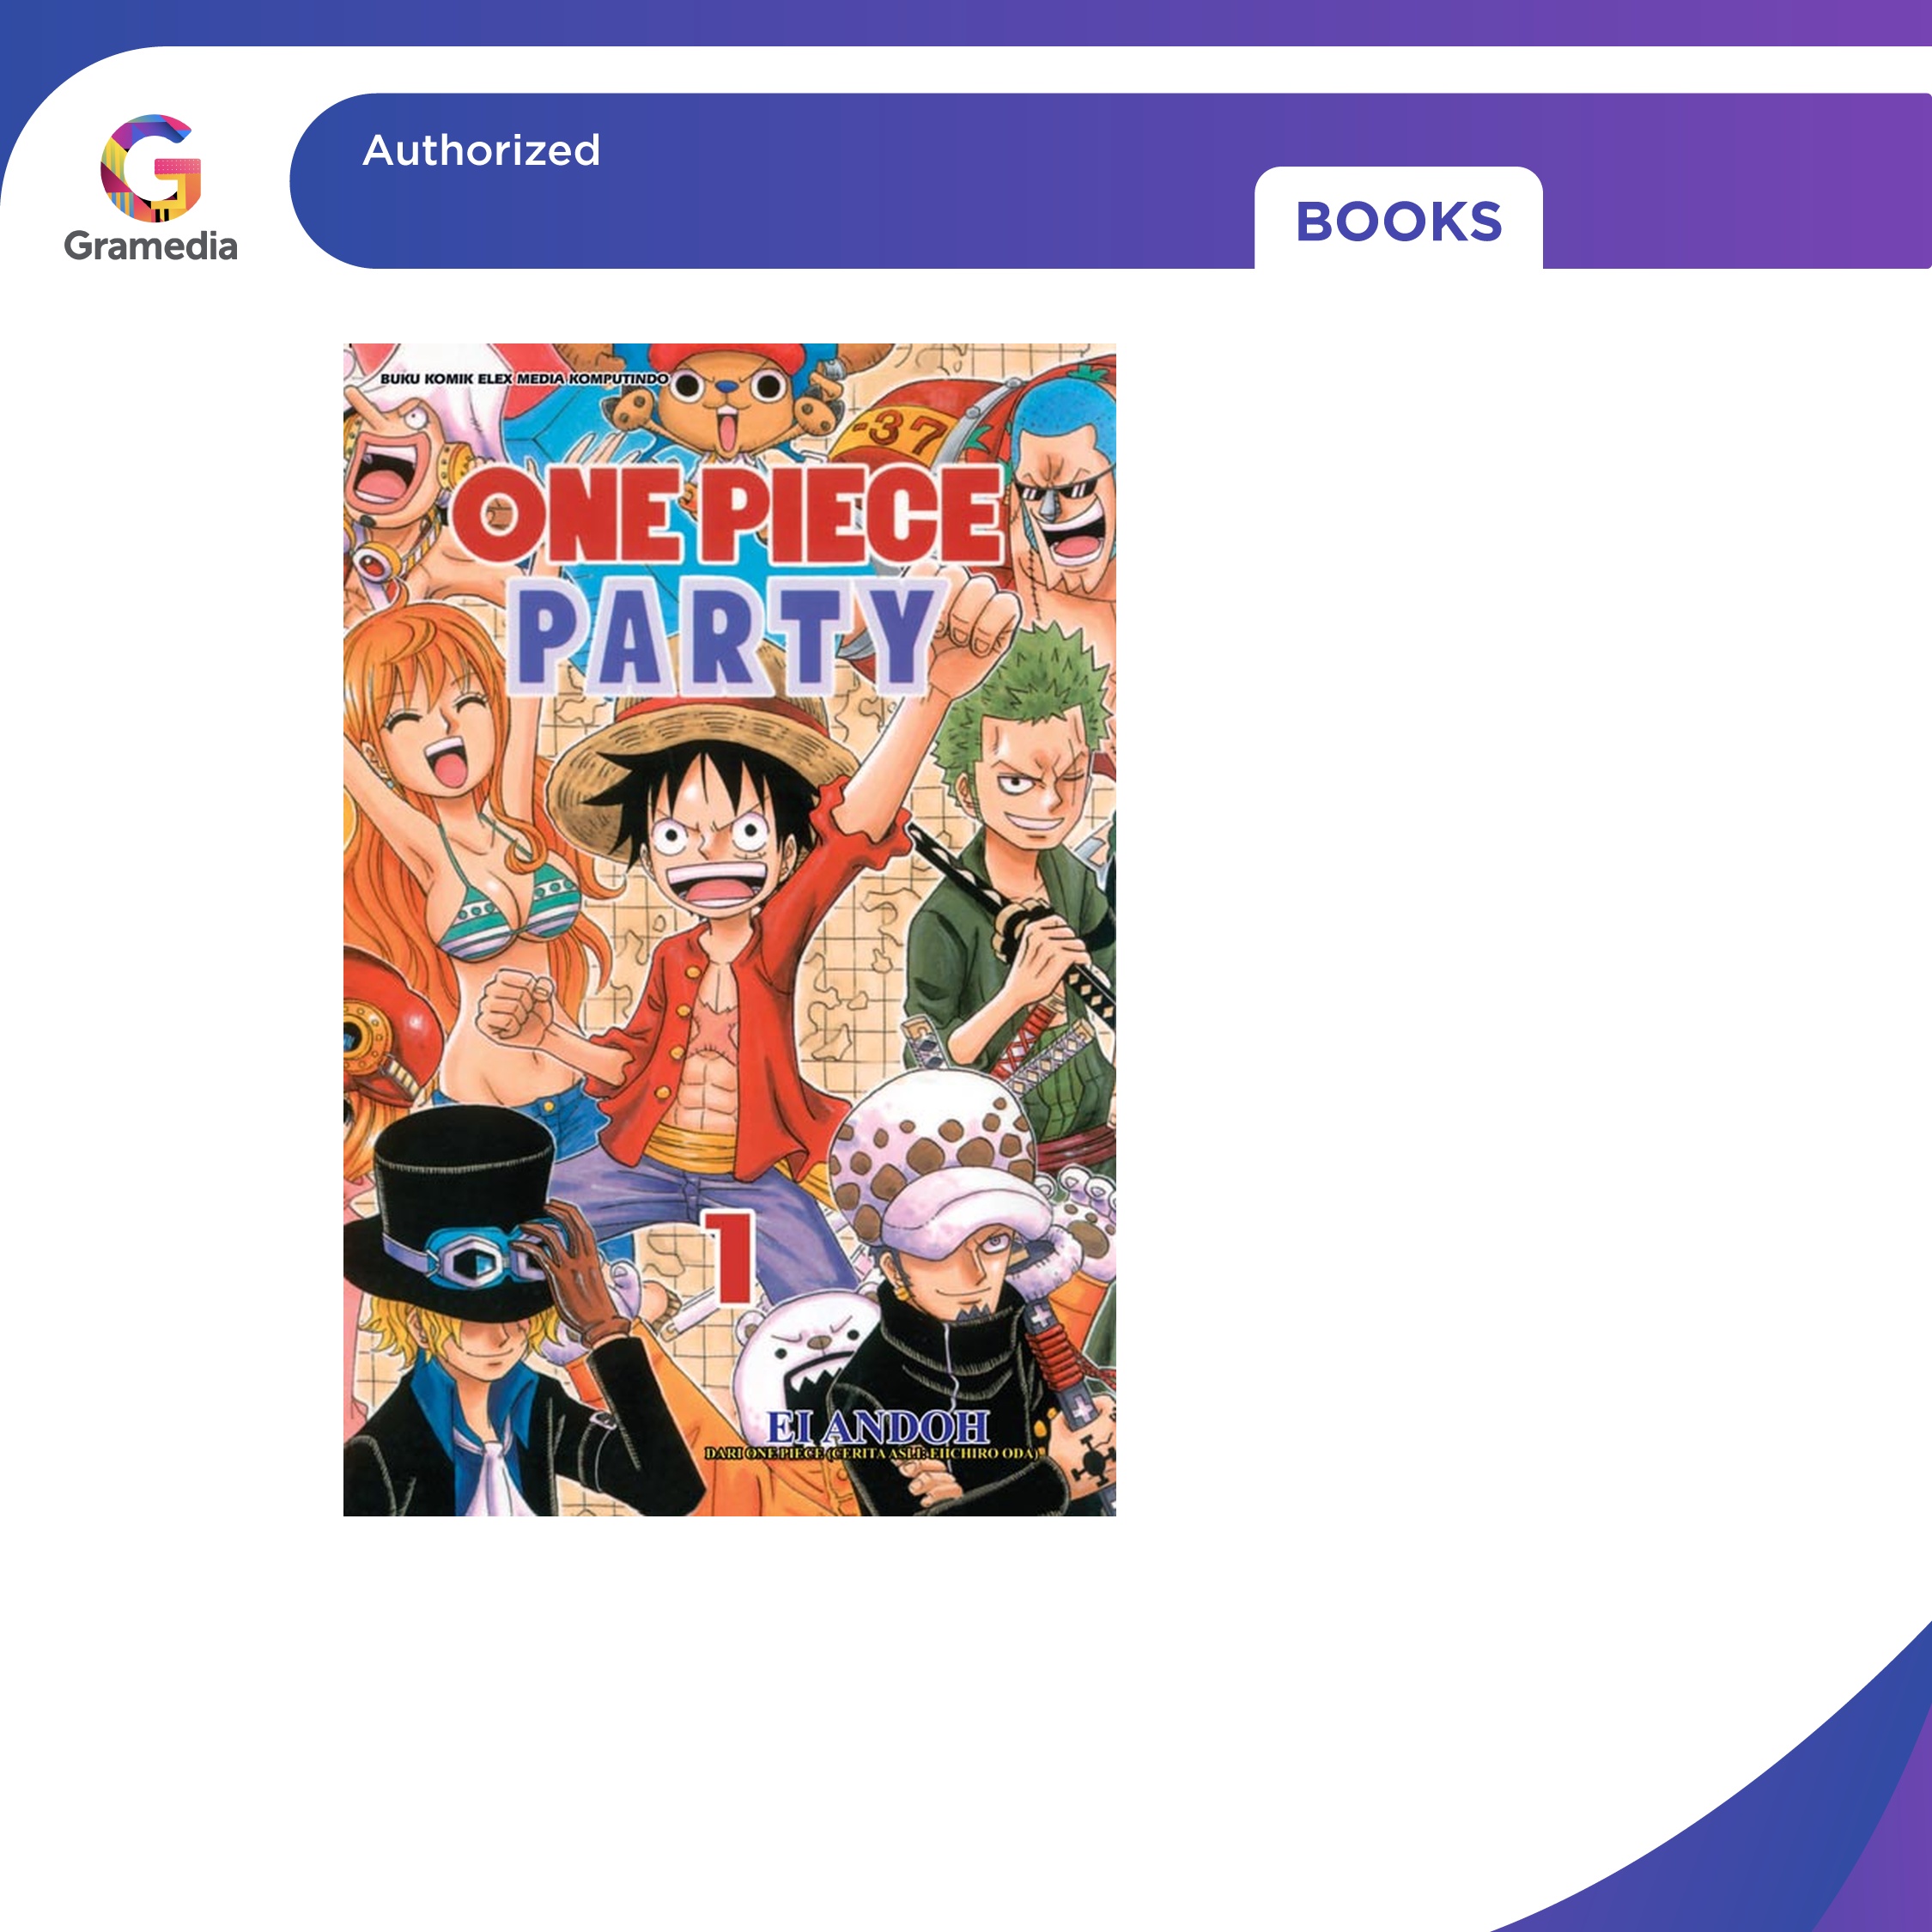 Authorized
BOOKS
Gramedia
BUKU KOMIK ELEX MEDIA KOMPUTINDO
-37
ONE PIECE
PARTY
1
EI ANDOH
DARI ONE PIECE (CERITA ASLI: EIICHIRO ODA)